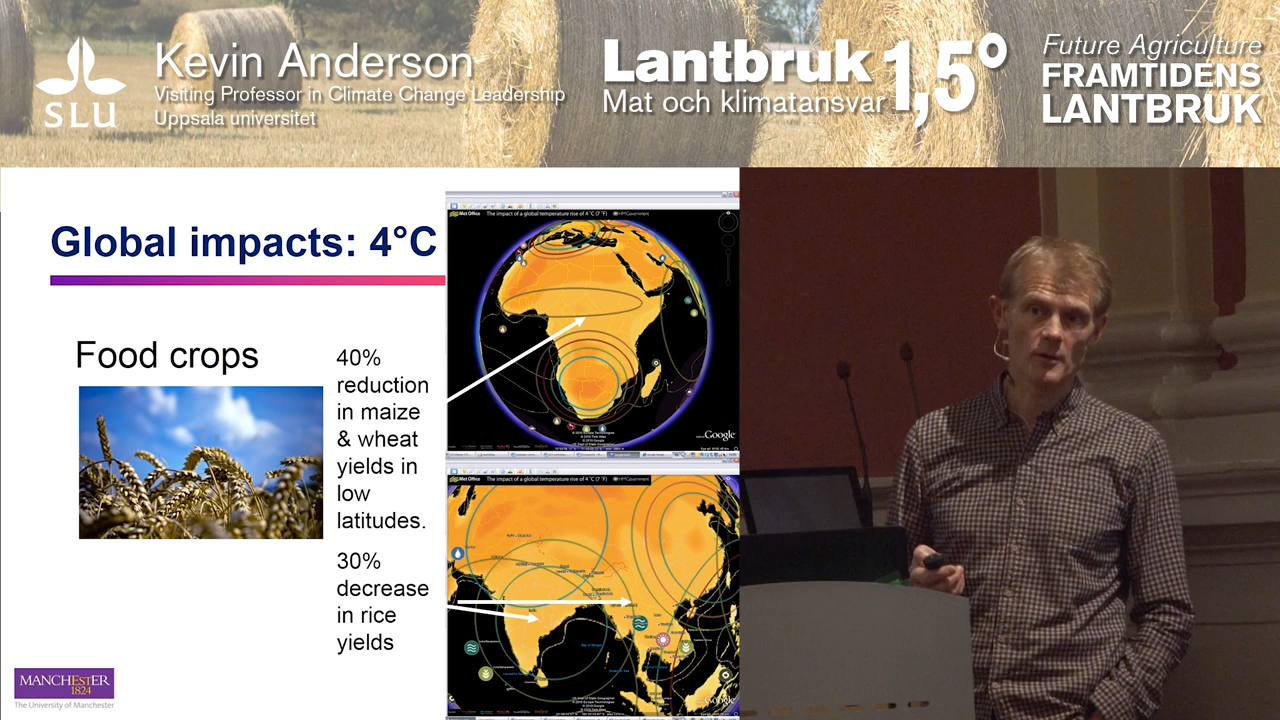 SLU
Kevin Anderson
Visiting Professor in Climate Change Leadership
Uppsala universitet
Lantbruk 1,5°
Mat och klimatansvar
Future Agriculture
FRAMTIDENS
LANTBRUK
Global impacts: 4°C
Food crops
40%
reduction
in maize
& wheat
yields in
low
latitudes.
30%
decrease
in rice
yields
Met Office The impact of a global temperature rise of 4 °C (7 °F) HM Government
Google
Met Office The impact of a global temperature rise of 4 °C (7 °F) HM Government
India
Google
MANCHESTER
1824
The University of Manchester